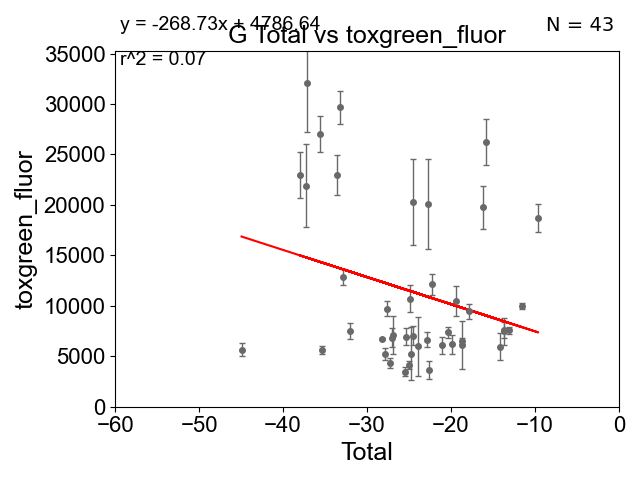 y = -268.73x + 4786.64
G Total vs toxgreen_fluor
N = 43
r^2 = 0.07
35000
30000
25000
20000
15000
10000
5000
0
toxgreen_fluor
−60
−50
−40
−30
−20
−10
0
Total